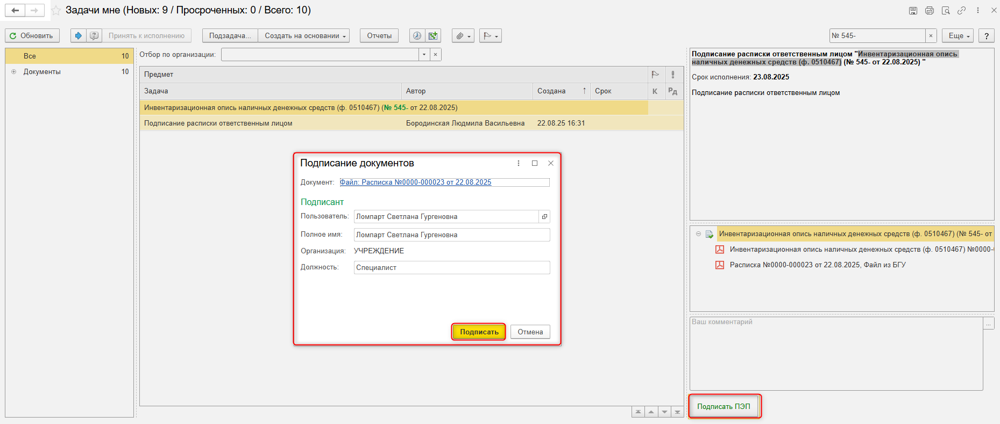 Задачи мне (Новых: 9 / Просроченных: 0 / Всего: 10)
Обновить
Принять к исполнению
Подзадача...
Создать на основании
Отчеты
№ 545-
×
Еще
?
Все 10
Документы 10
Отбор по организации:
Предмет
Задача Автор Создана ↑ Срок К Рд
Инвентаризационная опись наличных денежных средств (ф. 0510467) (№ 545- от 22.08.2025)
Подписание расписки ответственным лицом Бородинская Людмила Васильевна 22.08.25 16:31
Подписание документов
Документ: Файл: Расписка №0000-000023 от 22.08.2025
Подписант
Пользователь: Ломпарт Светлана Гургеновна
Полное имя: Ломпарт Светлана Гургеновна
Организация: УЧРЕЖДЕНИЕ
Должность: Специалист
Подписать
Отмена
Подписание расписки ответственным лицом "Инвентаризационная опись
наличных денежных средств (ф. 0510467) (№ 545- от 22.08.2025) "
Срок исполнения: 23.08.2025
Подписание расписки ответственным лицом
Инвентаризационная опись наличных денежных средств (ф. 0510467) (№ 545- от
Инвентаризационная опись наличных денежных средств (ф. 0510467) №0000-
Расписка №0000-000023 от 22.08.2025, Файл из БГУ
Ваш комментарий
...
Подписать ПЭП